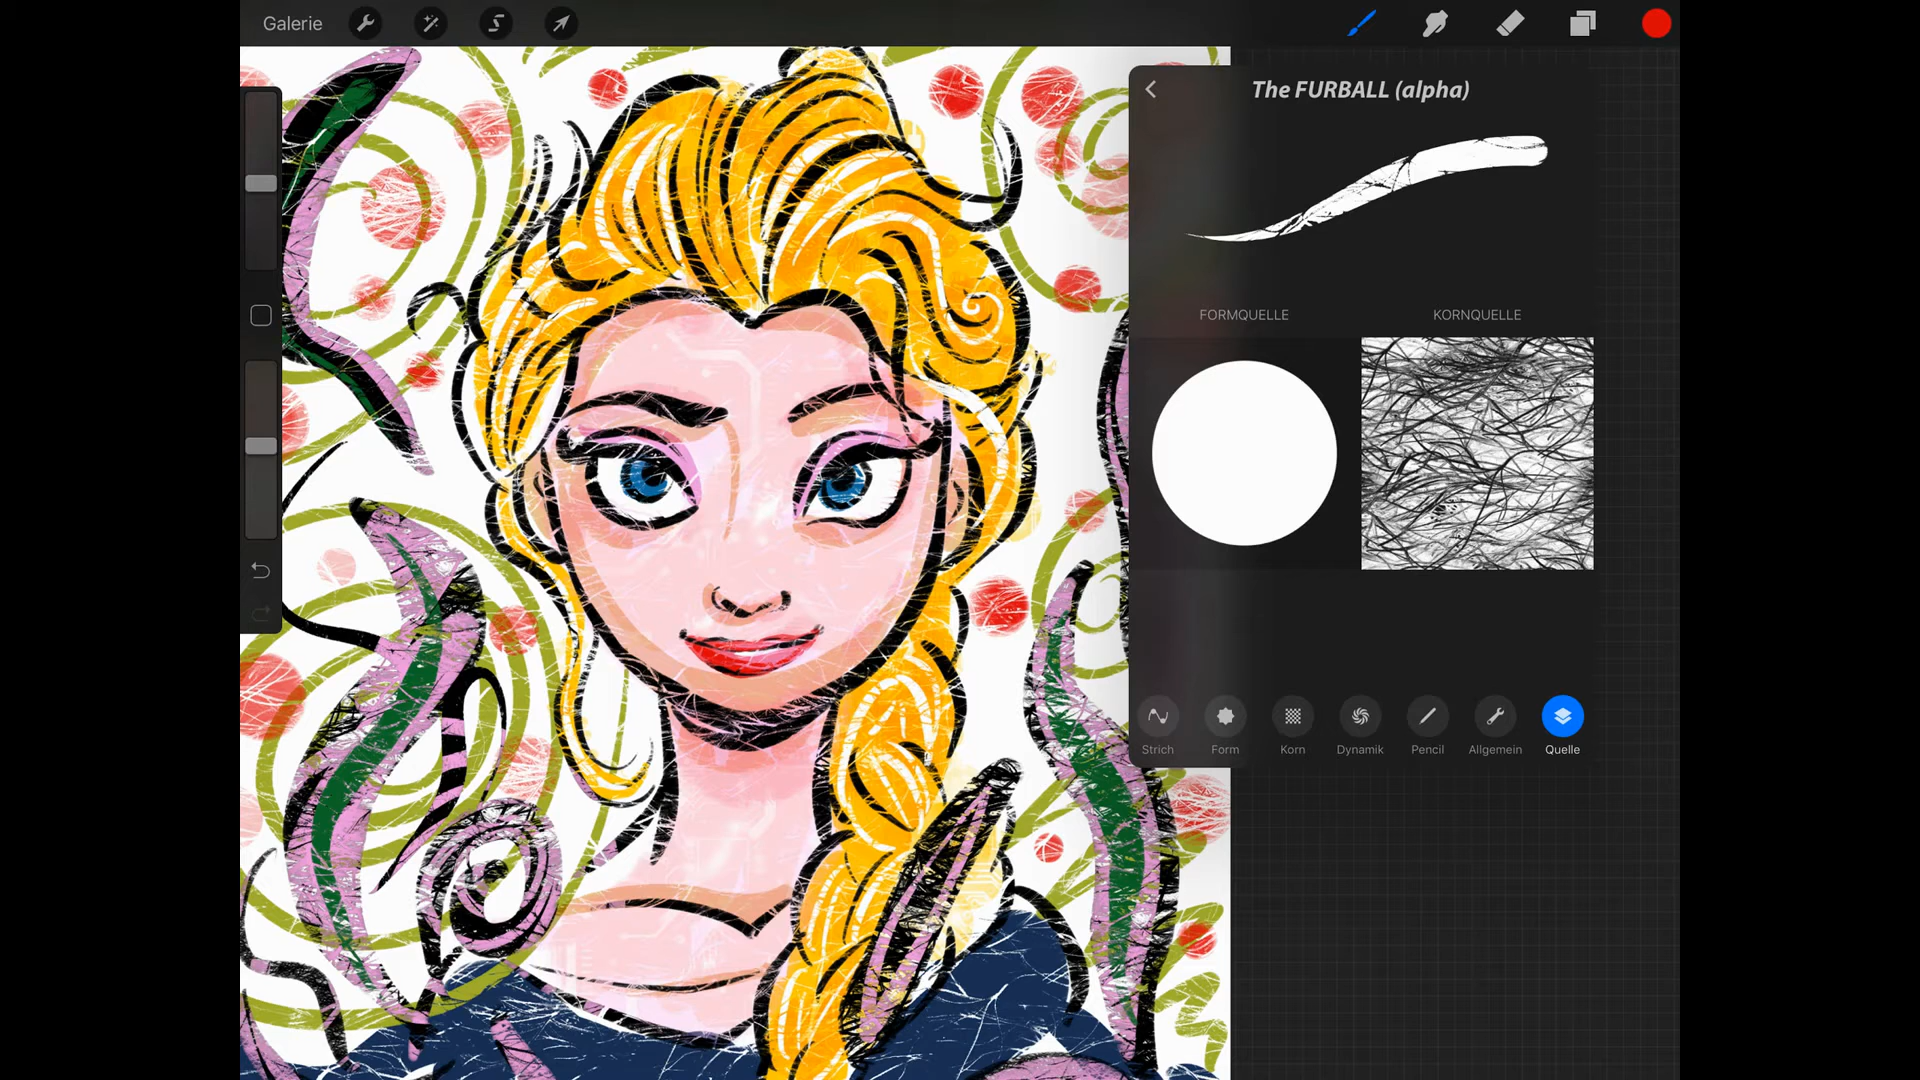 Galerie
The FURBALL (alpha)
FORMQUELLE
KORNQUELLE
Strich
Form
Korn
Dynamik
Pencil
Allgemein
Quelle